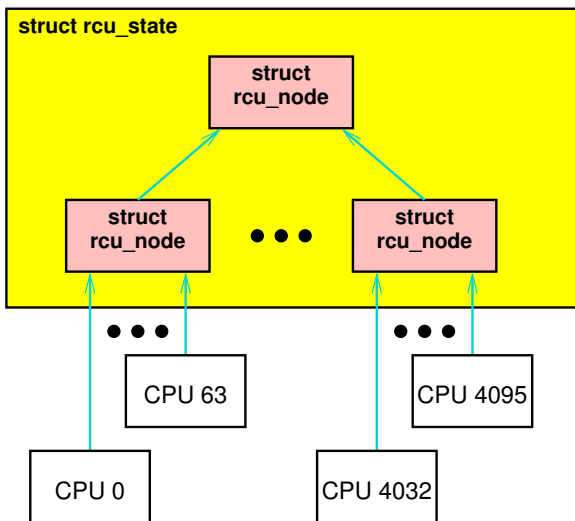 struct rcu_state
struct
rcu_node
struct
rcu_node
struct
rcu_node
CPU 63
CPU 4095
CPU 0
CPU 4032